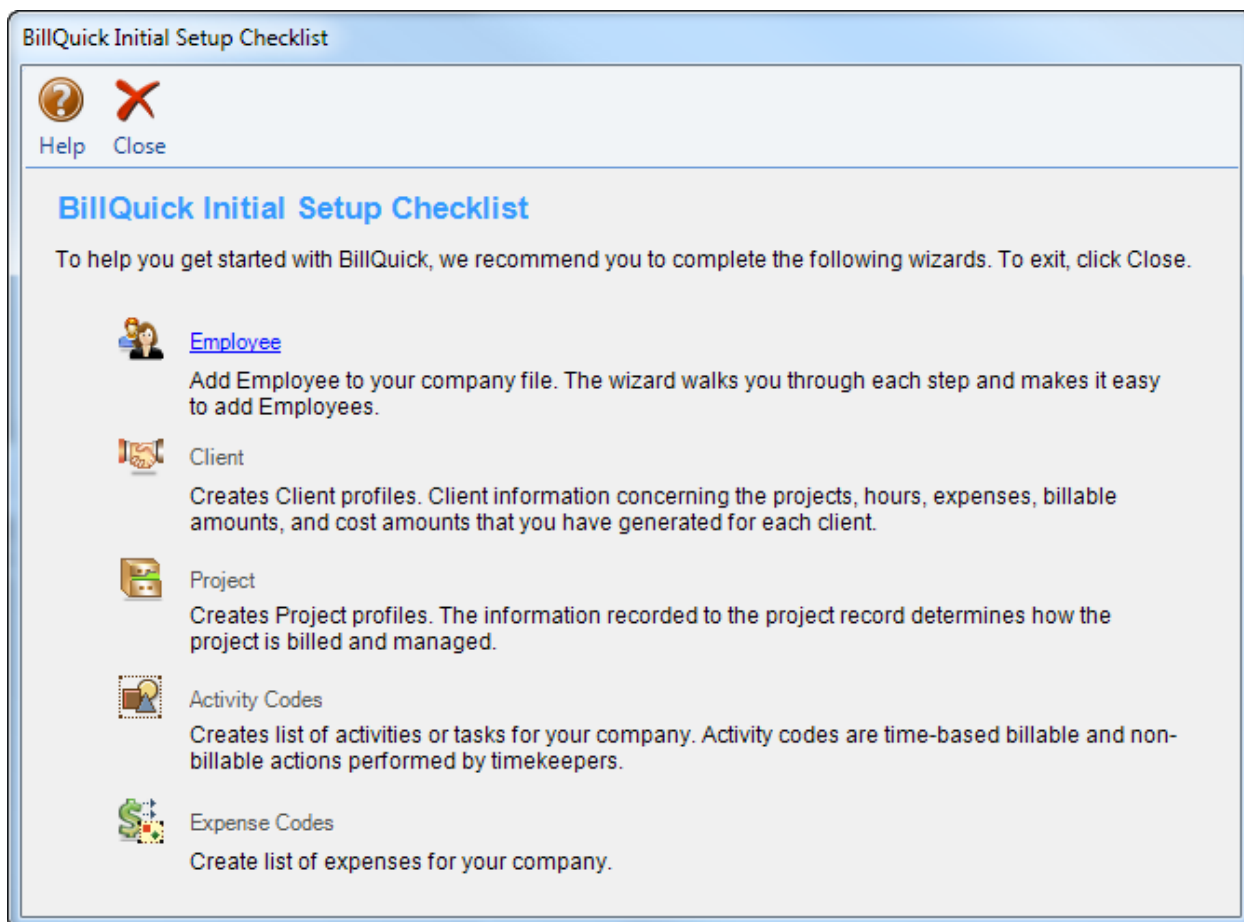 BillQuick Initial Setup Checklist
Help Close
BillQuick Initial Setup Checklist
To help you get started with BillQuick, we recommend you to complete the following wizards. To exit, click Close.
Employee
Add Employee to your company file. The wizard walks you through each step and makes it easy
to add Employees.
Client
Creates Client profiles. Client information concerning the projects, hours, expenses, billable
amounts, and cost amounts that you have generated for each client.
Project
Creates Project profiles. The information recorded to the project record determines how the
project is billed and managed.
Activity Codes
Creates list of activities or tasks for your company. Activity codes are time-based billable and non-
billable actions performed by timekeepers.
Expense Codes
Create list of expenses for your company.